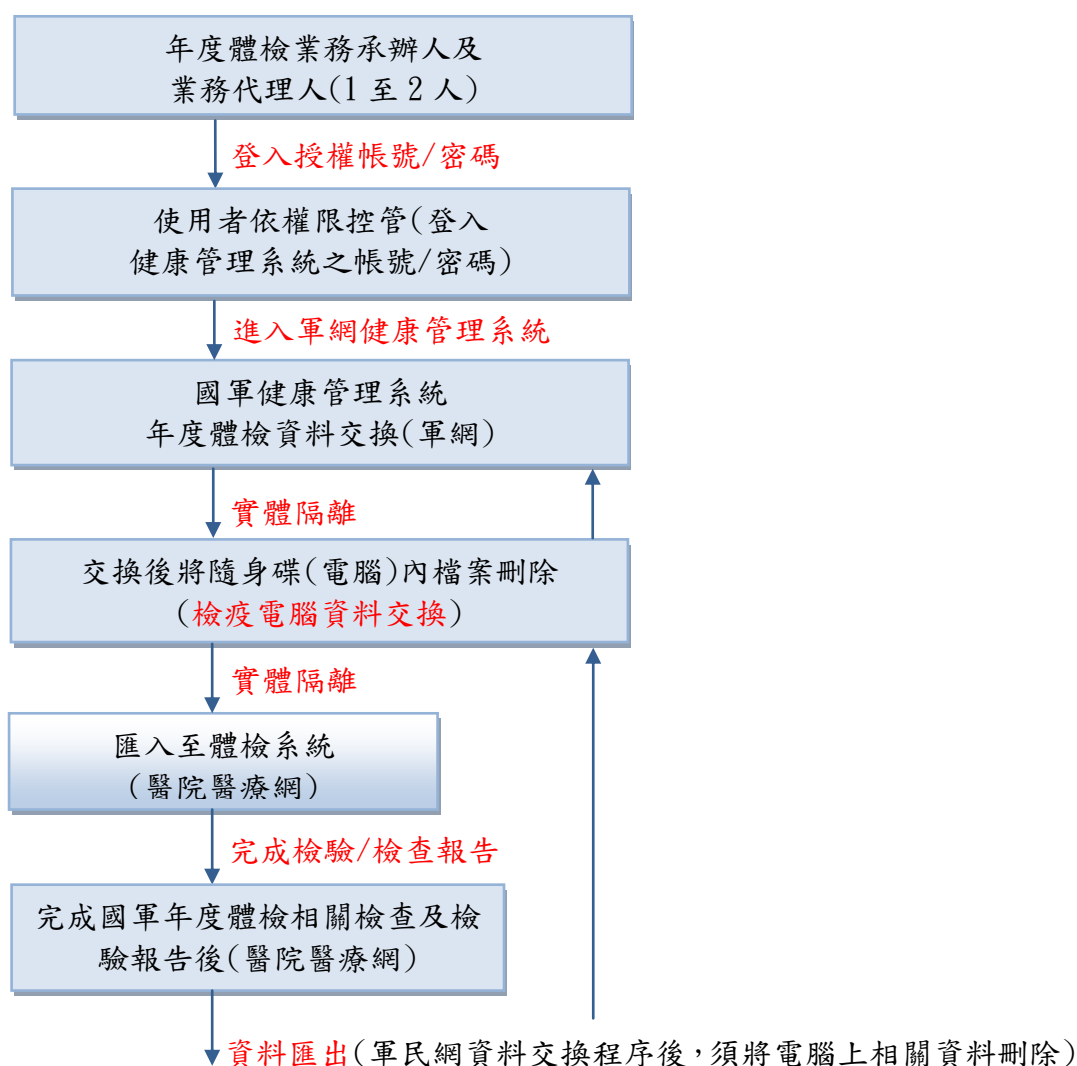 年度體檢業務承辦人及
業務代理人(1 至 2 人)
登入授權帳號/密碼
使用者依權限控管(登入
健康管理系統之帳號/密碼)
進入軍網健康管理系統
國軍健康管理系統
年度體檢資料交換(軍網)
實體隔離
交換後將隨身碟(電腦)內檔案刪除
(檢疫電腦資料交換)
實體隔離
匯入至體檢系統
(醫院醫療網)
完成檢驗/檢查報告
完成國軍年度體檢相關檢查及檢
驗報告後(醫院醫療網)
資料匯出(軍民網資料交換程序後，須將電腦上相關資料刪除)